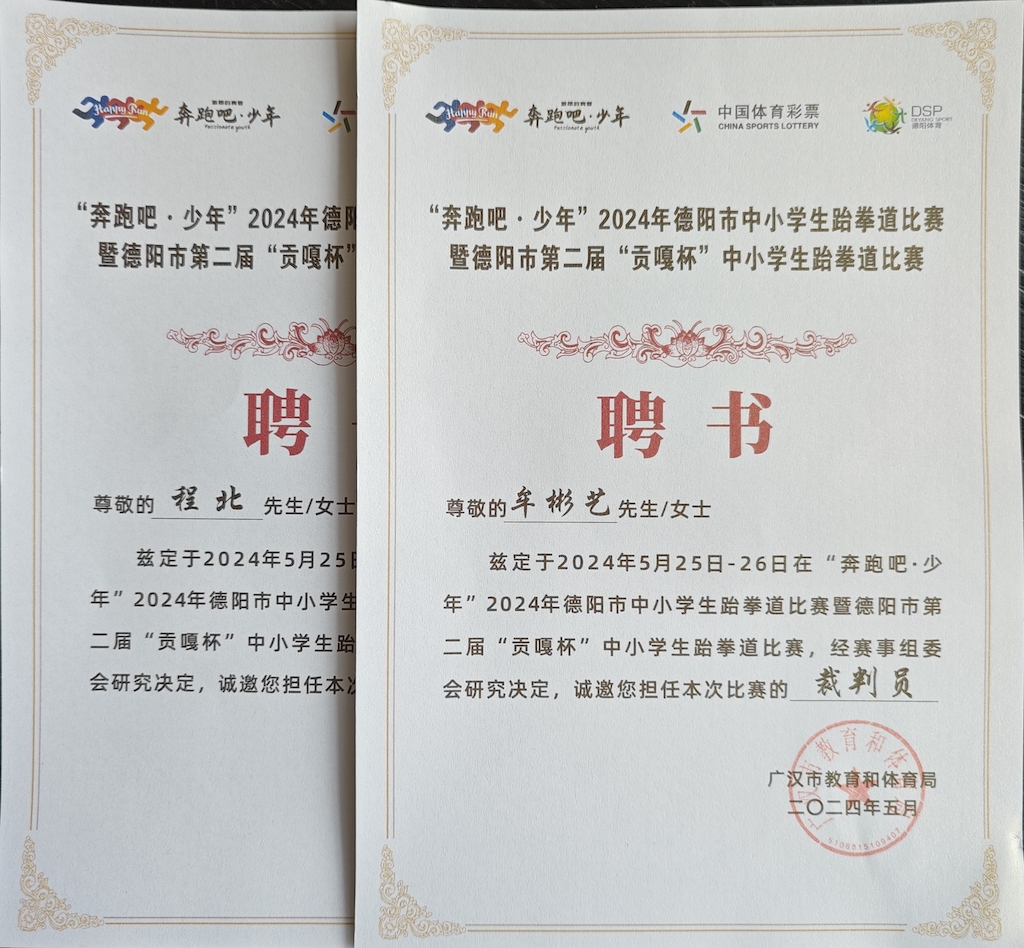 Happy Run
奔跑吧·少年
Passionate youth
“奔跑吧·少年”2024年德阳
暨德阳市第二届“贡嘎杯”
聘
尊敬的 程北 先生/女士
兹定于2024年5月25日
年”2024年德阳市中小学生
二届“贡嘎杯”中小学生跆
会研究决定，诚邀您担任本次
Happy Run
奔跑吧·少年
Passionate youth
中国体育彩票
CHINA SPORTS LOTTERY
DSP
DEYANG SPORT
德阳体育
“奔跑吧·少年”2024年德阳市中小学生跆拳道比赛
暨德阳市第二届“贡嘎杯”中小学生跆拳道比赛
聘书
尊敬的牟彬艺先生/女士
兹定于2024年5月25日-26日在“奔跑吧·少
年”2024年德阳市中小学生跆拳道比赛暨德阳市第
二届“贡嘎杯”中小学生跆拳道比赛，经赛事组委
会研究决定，诚邀您担任本次比赛的 裁判员
广汉市教育和体育局
二〇二四年五月